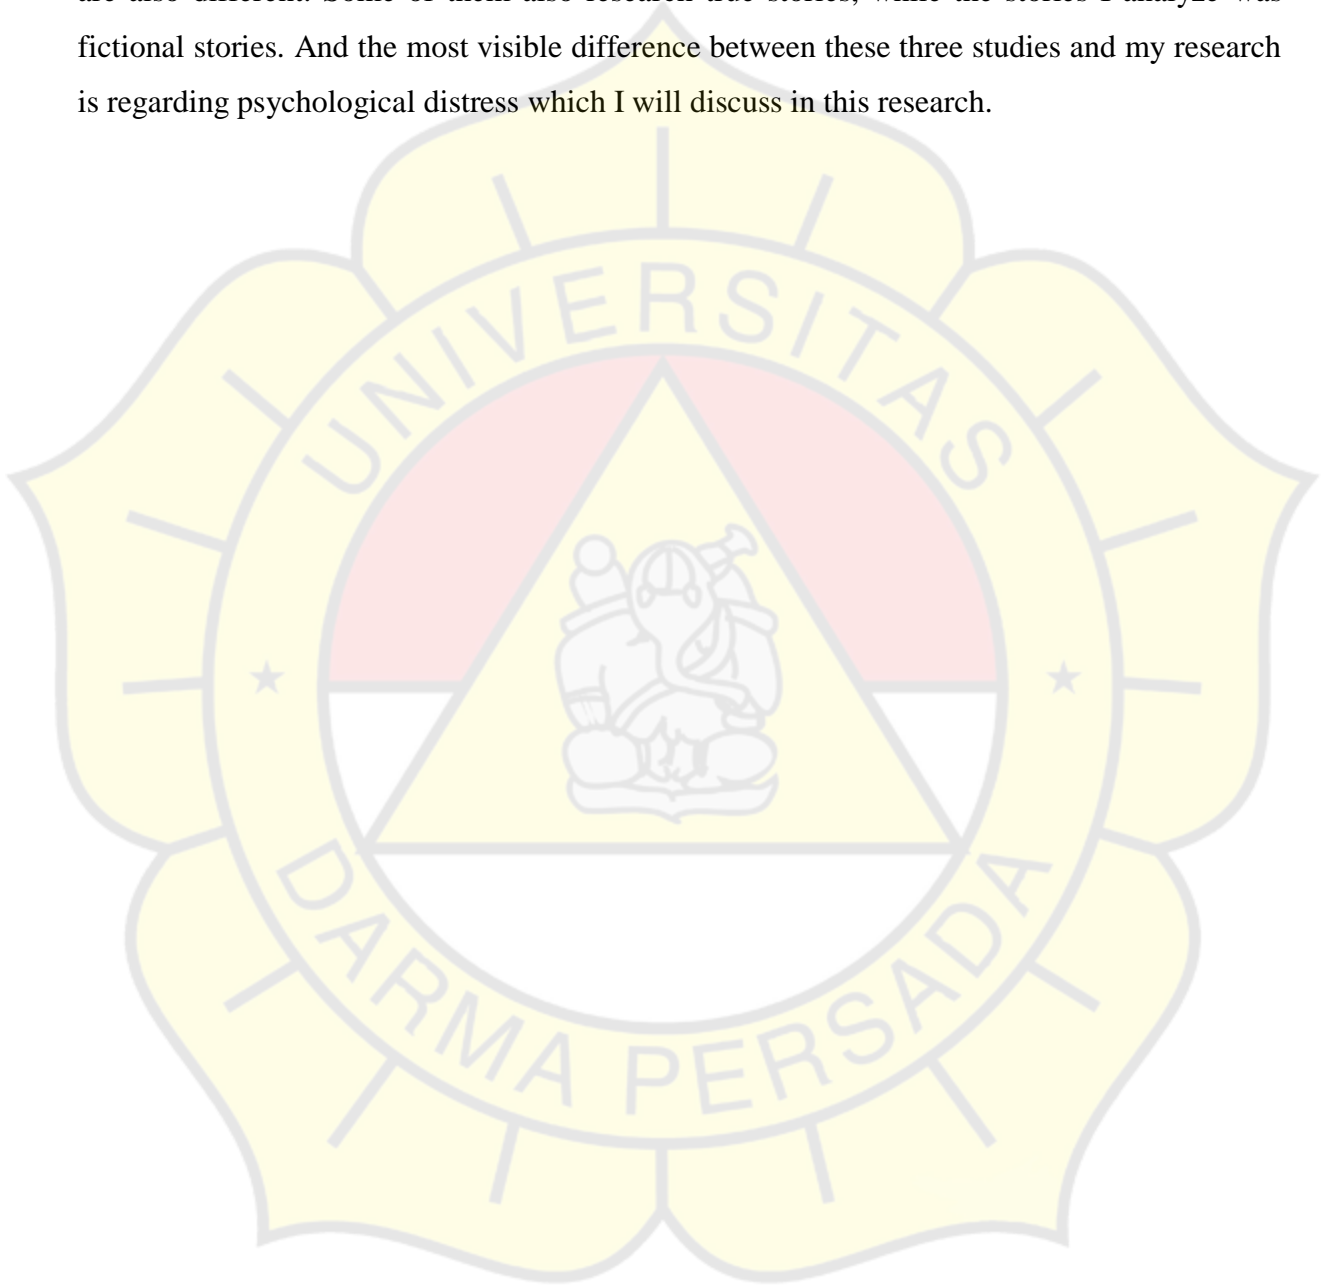 are also different. Some of them also research true stories, while the stories I analyze was
fictional stories. And the most visible difference between these three studies and my research
is regarding psychological distress which I will discuss in this research.
UNIVERSITAS
DARMA PERSADA